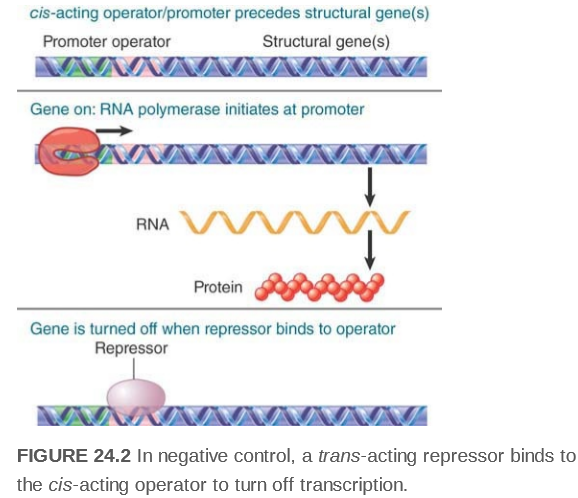 cis-acting operator/promoter precedes structural gene(s)
Promoter operator Structural gene(s)
Gene on: RNA polymerase initiates at promoter
RNA
Protein
Gene is turned off when repressor binds to operator
Repressor
FIGURE 24.2 In negative control, a trans-acting repressor binds to
the cis-acting operator to turn off transcription.